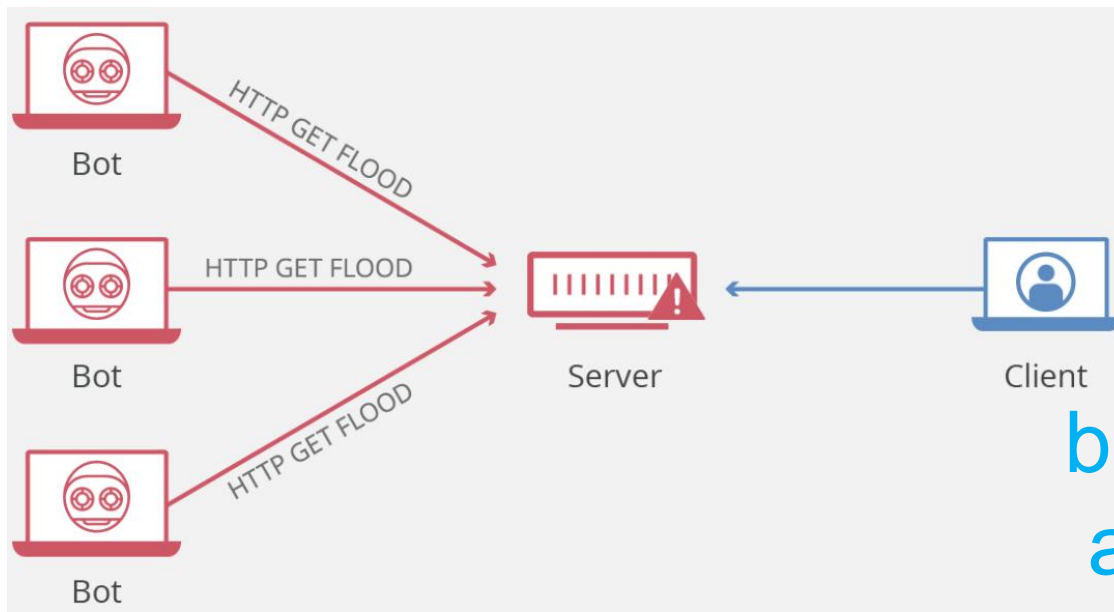 HTTP GET FLOOD
Bot
HTTP GET FLOOD
Bot
Server
Client
HTTP GET FLOOD
Bot
b
a